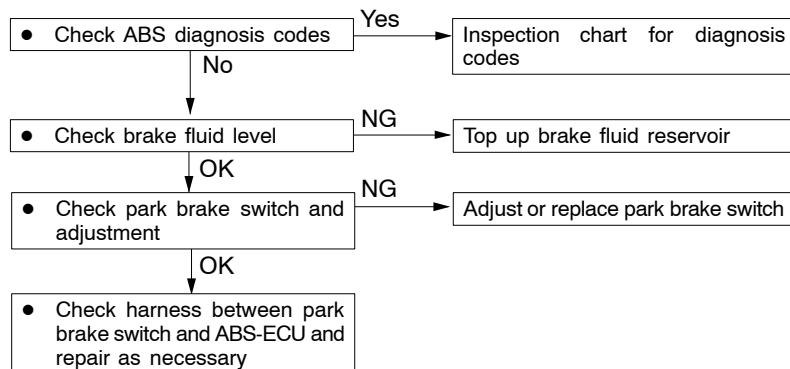 ● Check ABS diagnosis codes
Yes
Inspection chart for diagnosis
codes
No
● Check brake fluid level
NG
Top up brake fluid reservoir
OK
● Check park brake switch and
adjustment
NG
Adjust or replace park brake switch
OK
● Check harness between park
brake switch and ABS-ECU and
repair as necessary